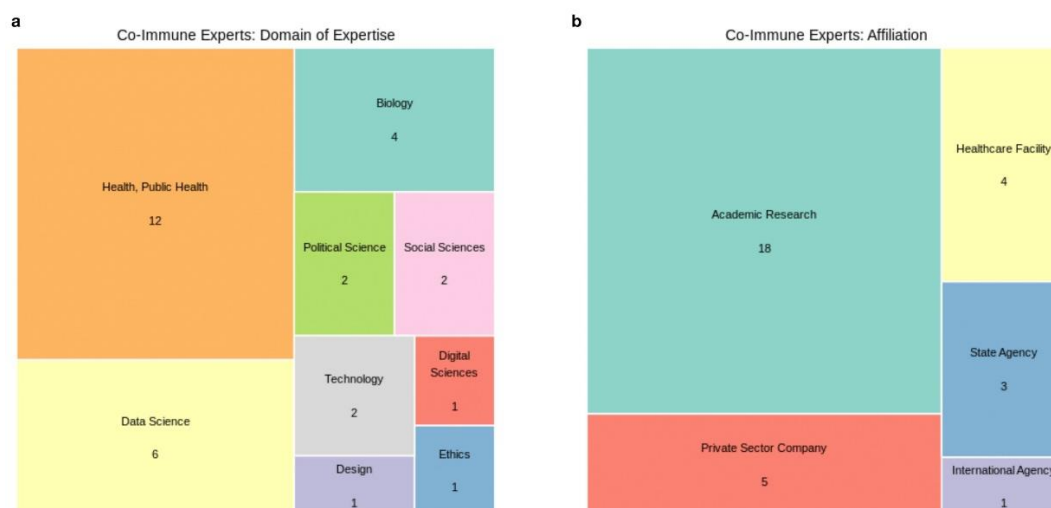 a
Co-Immune Experts: Domain of Expertise
Health, Public Health
12
Biology
4
Political Science
2
Social Sciences
2
Technology
2
Digital
Sciences
1
Data Science
6
Design
1
Ethics
1
b
Co-Immune Experts: Affiliation
Academic Research
18
Healthcare Facility
4
State Agency
3
Private Sector Company
5
International Agency
1